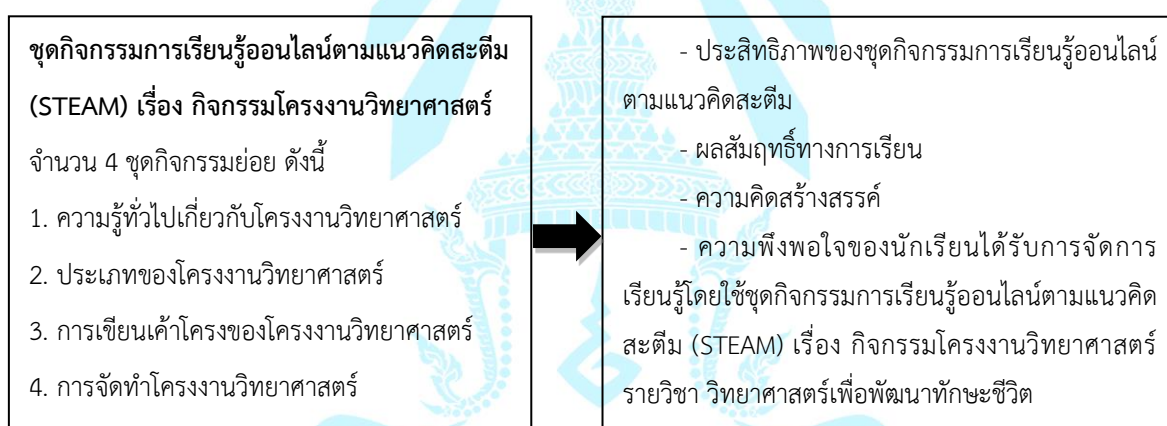 ชุดกิจกรรมการเรียนรู้ออนไลน์ตามแนวคิดสะตีม
(STEAM) เรื่อง กิจกรรมโครงงานวิทยาศาสตร์
จำนวน 4 ชุดกิจกรรมย่อย ดังนี้
1. ความรู้ทั่วไปเกี่ยวกับโครงงานวิทยาศาสตร์
2. ประเภทของโครงงานวิทยาศาสตร์
3. การเขียนเค้าโครงของโครงงานวิทยาศาสตร์
4. การจัดทำโครงงานวิทยาศาสตร์
- ประสิทธิภาพของชุดกิจกรรมการเรียนรู้ออนไลน์
ตามแนวคิดสะตีม
- ผลสัมฤทธิ์ทางการเรียน
- ความคิดสร้างสรรค์
- ความพึงพอใจของนักเรียนได้รับการจัดการ
เรียนรู้โดยใช้ชุดกิจกรรมการเรียนรู้ออนไลน์ตามแนวคิด
สะตีม (STEAM) เรื่อง กิจกรรมโครงงานวิทยาศาสตร์
รายวิชา วิทยาศาสตร์เพื่อพัฒนาทักษะชีวิต